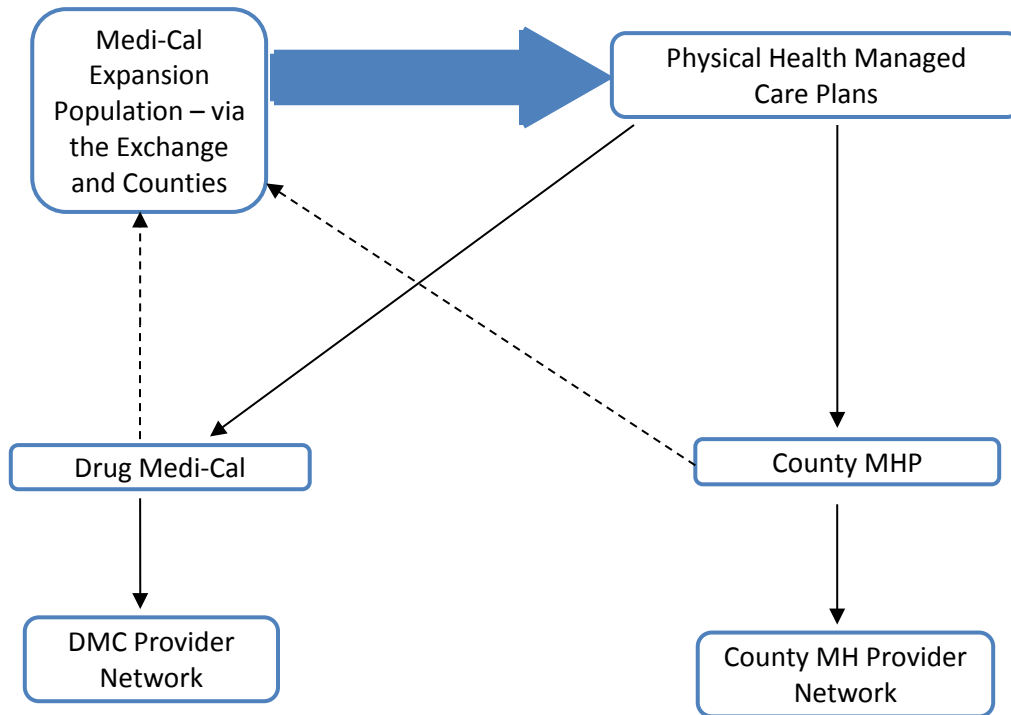 Medi-Cal
Expansion
Population – via
the Exchange
and Counties
Physical Health Managed
Care Plans
Drug Medi-Cal
County MHP
DMC Provider
Network
County MH Provider
Network